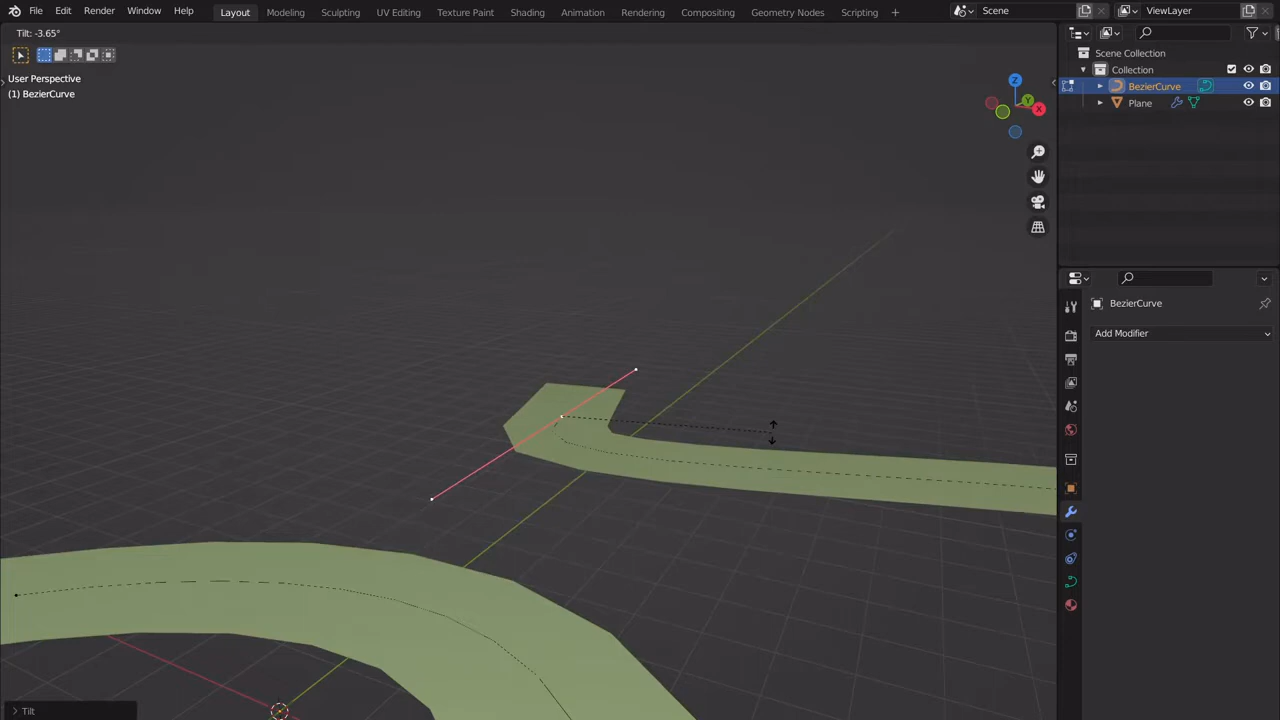 File Edit Render Window Help Layout Modeling Sculpting UV Editing Texture Paint Shading Animation Rendering Compositing Geometry Nodes Scripting + Scene ViewLayer
Tilt: -3.65°
User Perspective
(1) BezierCurve
Z
Y
X
Scene Collection
Collection
BezierCurve
Plane
BezierCurve
Add Modifier
Tilt